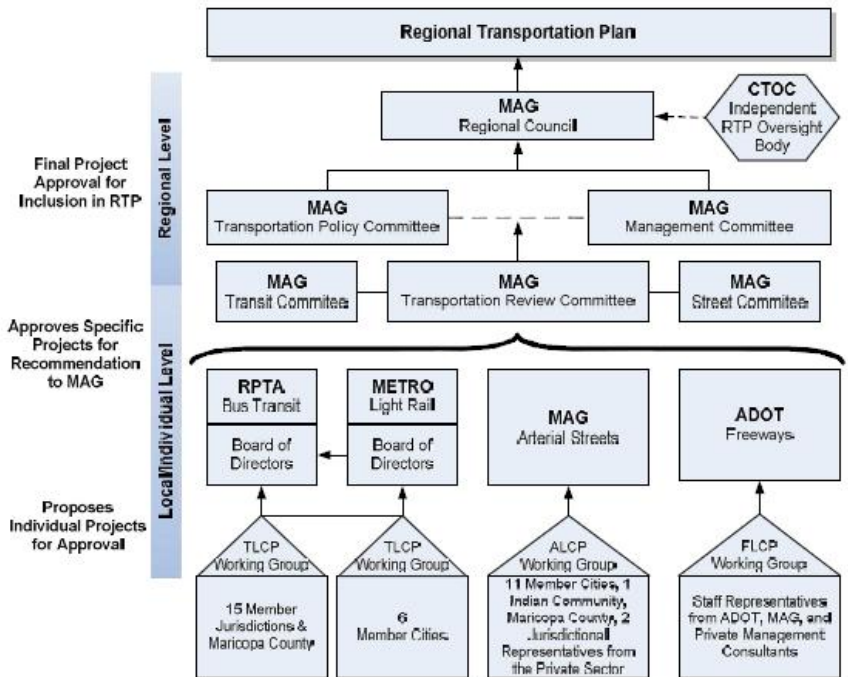 Regional Transportation Plan
CTOC
Independent
RTP Oversight
Body
MAG
Regional Council
Regional Level
Final Project
Approval for
Inclusion in RTP
MAG
Transportation Policy Committee
MAG
Management Committee
MAG
Transit Commitee
MAG
Transportation Review Committee
MAG
Street Commitee
Local/Individual Level
Approves Specific
Projects for
Recommendation
to MAG
RPTA
Bus Transit
Board of
Directors
METRO
Light Rail
Board of
Directors
MAG
Arterial Streets
ADOT
Freeways
Proposes
Individual Projects
for Approval
TLCP
Working Group
15 Member
Jurisdictions &
Maricopa County
TLCP
Working Group
6
Member Cities
ALCP
Working Group
11 Member Cities, 1
Indian Community,
Maricopa County, 2
Jurisdictional
Representatives from
the Private Sector
FLCP
Working Group
Staff Representatives
from ADOT, MAG, and
Private Management
Consultants